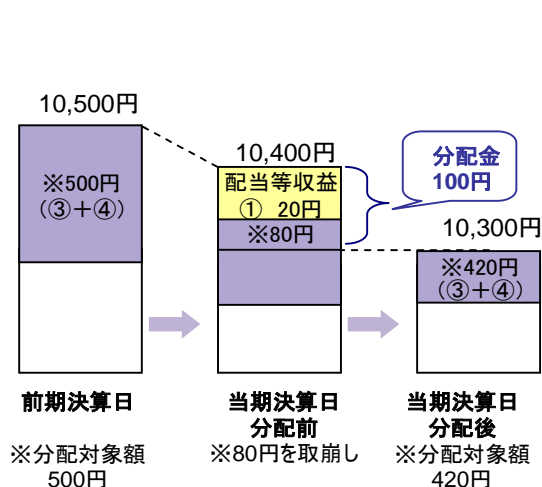 10,500円
※500円
（③＋④）
前期決算日
※分配対象額
500円
10,400円
配当等収益
① 20円
※80円
当期決算日
分配前
※80円を取崩し
分配金
100円
10,300円
※420円
（③＋④）
当期決算日
分配後
※分配対象額
420円